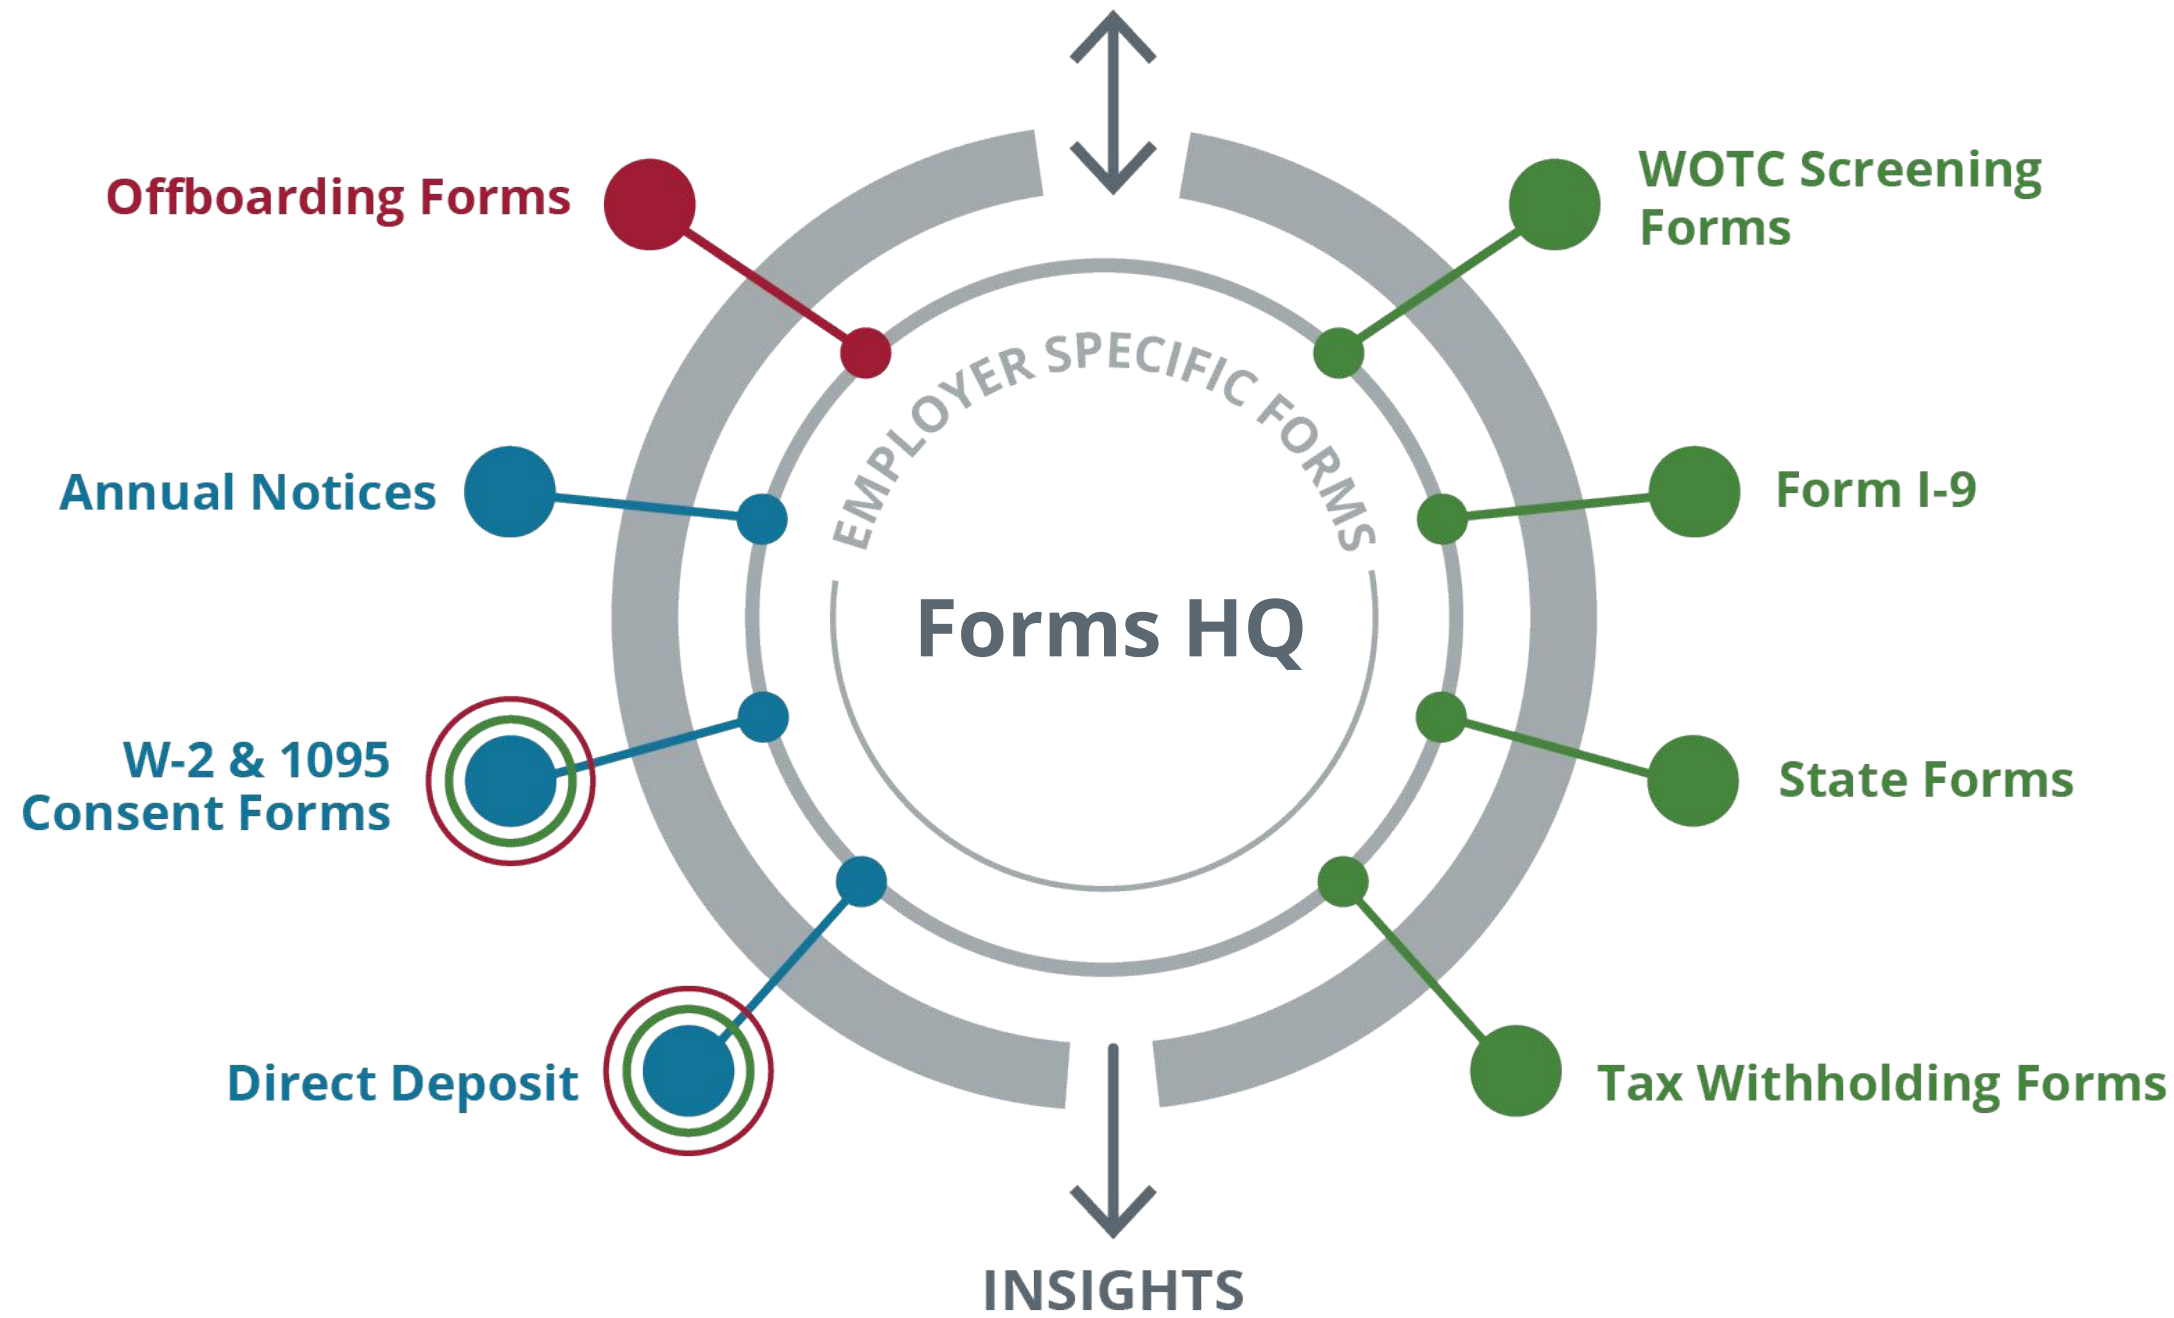 Offboarding Forms
WOTC Screening
Forms
EMPLOYER SPECIFIC FORMS
Annual Notices
Form I-9
Forms HQ
W-2 & 1095
Consent Forms
State Forms
Direct Deposit
Tax Withholding Forms
INSIGHTS